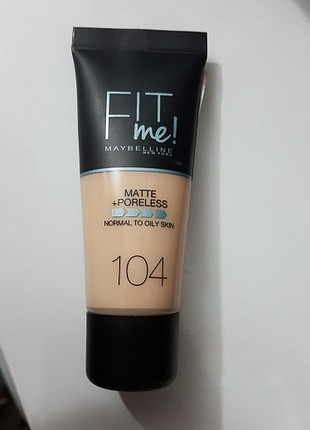 FIT
me!
MAYBELLINE
NEW YORK
MATTE
+PORELESS
NORMAL TO OILY SKIN
104